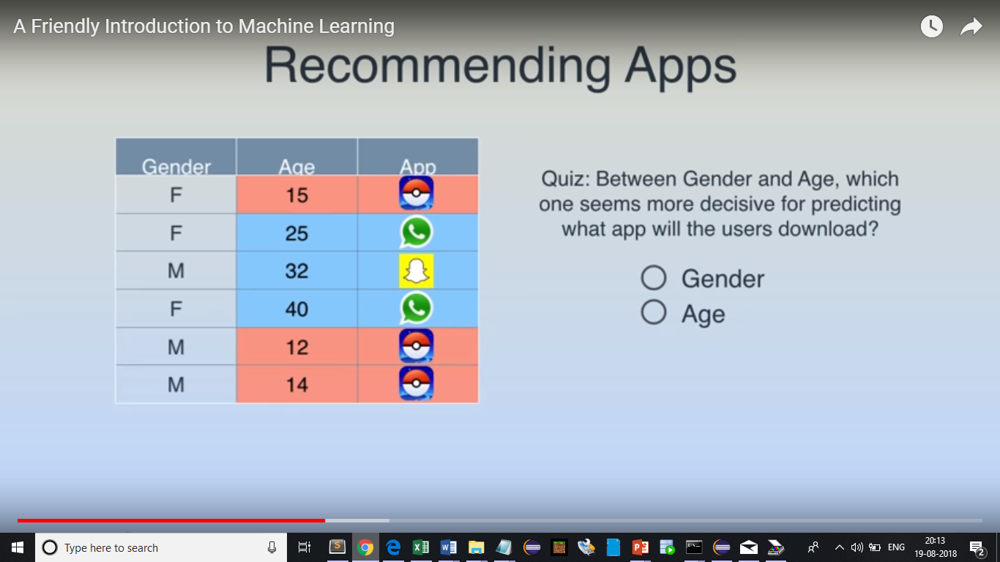 A Friendly Introduction to Machine Learning
Recommending Apps
Gender Age App
F 15
F 25
M 32
F 40
M 12
M 14
Quiz: Between Gender and Age, which
one seems more decisive for predicting
what app will the users download?
Gender
Age
Type here to search
ENG
20:13
19-08-2018
2